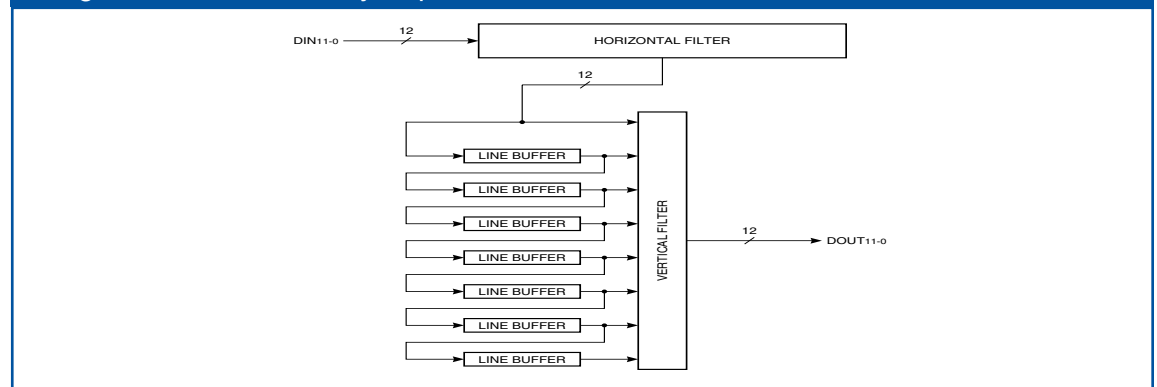 12
DIN11-0
HORIZONTAL FILTER
12
LINE BUFFER
LINE BUFFER
LINE BUFFER
LINE BUFFER
LINE BUFFER
LINE BUFFER
LINE BUFFER
VERTICAL FILTER
12
DOUT11-0